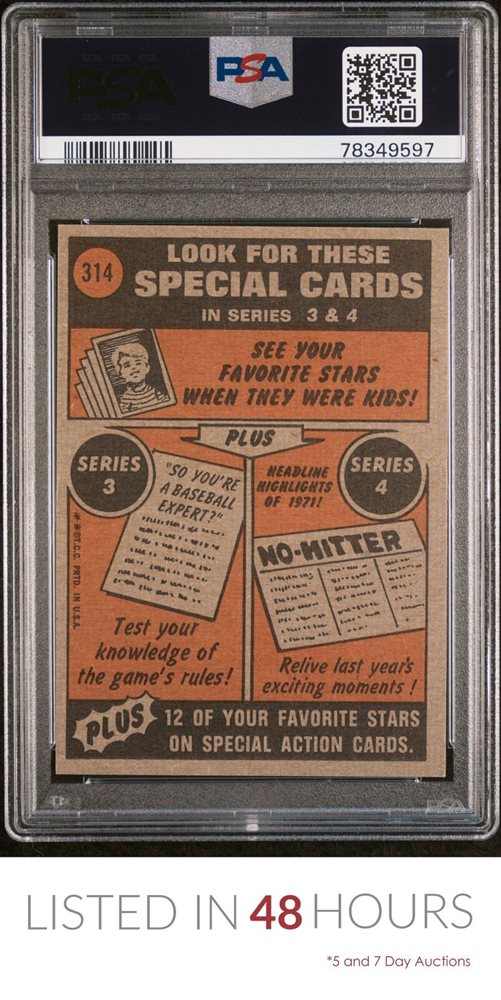 PSA
PSA
78349597
314
LOOK FOR THESE
SPECIAL CARDS
IN SERIES 3 & 4
SEE YOUR
FAVORITE STARS
WHEN THEY WERE KIDS!
PLUS
SERIES
3
"SO YOU'RE
A BASEBALL
EXPERT?"
HEADLINE
HIGHLIGHTS
OF 1971!
SERIES
4
NO-HITTER
Test your
knowledge of
the game's rules!
Relive last year's
exciting moments!
* *©T.C.G. PRTD. IN U.S.A.
PLUS
12 OF YOUR FAVORITE STARS
ON SPECIAL ACTION CARDS.
PSA
LISTED IN 48 HOURS
*5 and 7 Day Auctions